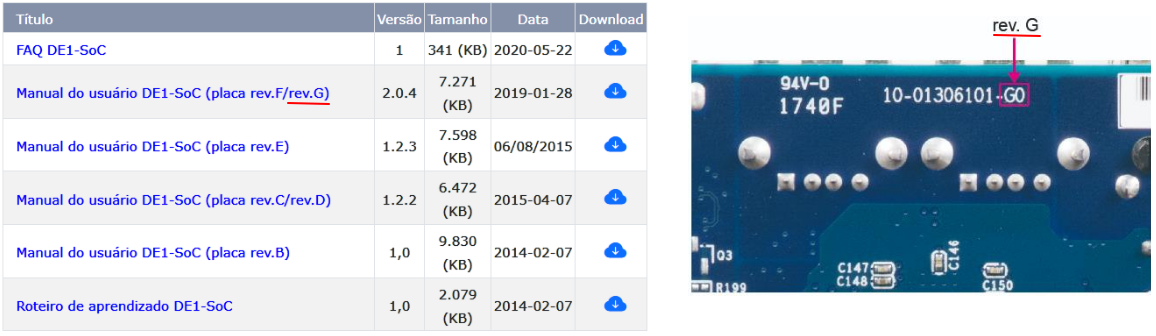 Título Versão Tamanho Data Download
FAQ DE1-SoC 1 341 (KB) 2020-05-22
Manual do usuário DE1-SoC (placa rev.F/rev.G) 2.0.4 7.271 (KB) 2019-01-28
Manual do usuário DE1-SoC (placa rev.E) 1.2.3 7.598 (KB) 06/08/2015
Manual do usuário DE1-SoC (placa rev.C/rev.D) 1.2.2 6.472 (KB) 2015-04-07
Manual do usuário DE1-SoC (placa rev.B) 1,0 9.830 (KB) 2014-02-07
Roteiro de aprendizado DE1-SoC 1,0 2.079 (KB) 2014-02-07
rev. G
94V-0
1740F
10-01306101-G0
Q3
R199
C147
C148
C146
C150